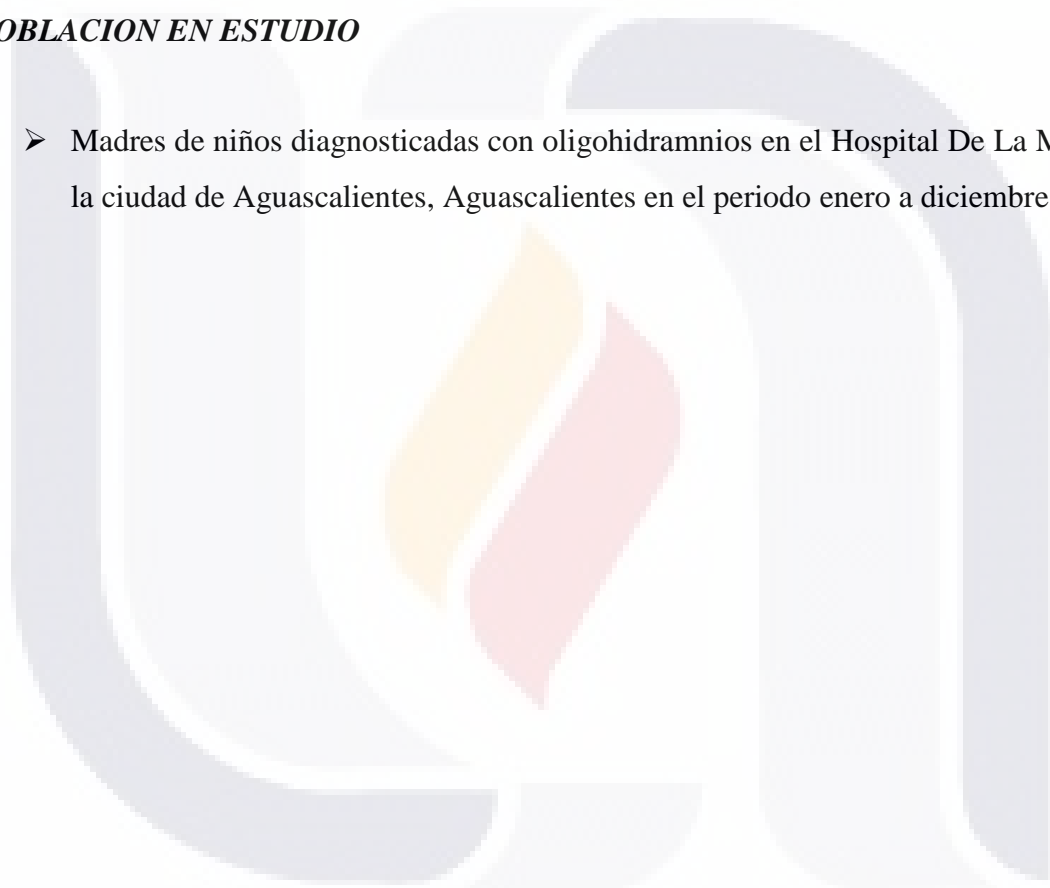 OBLACION EN ESTUDIO
➢ Madres de niños diagnosticadas con oligohidramnios en el Hospital De La M
la ciudad de Aguascalientes, Aguascalientes en el periodo enero a diciembre